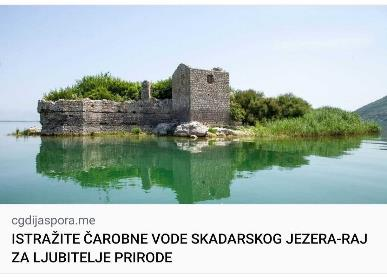 cgdijaspora.me
ISTRAŽITE ČAROBNE VODE SKADARSKOG JEZERA-RAJ
ZA LJUBITELJE PRIRODE